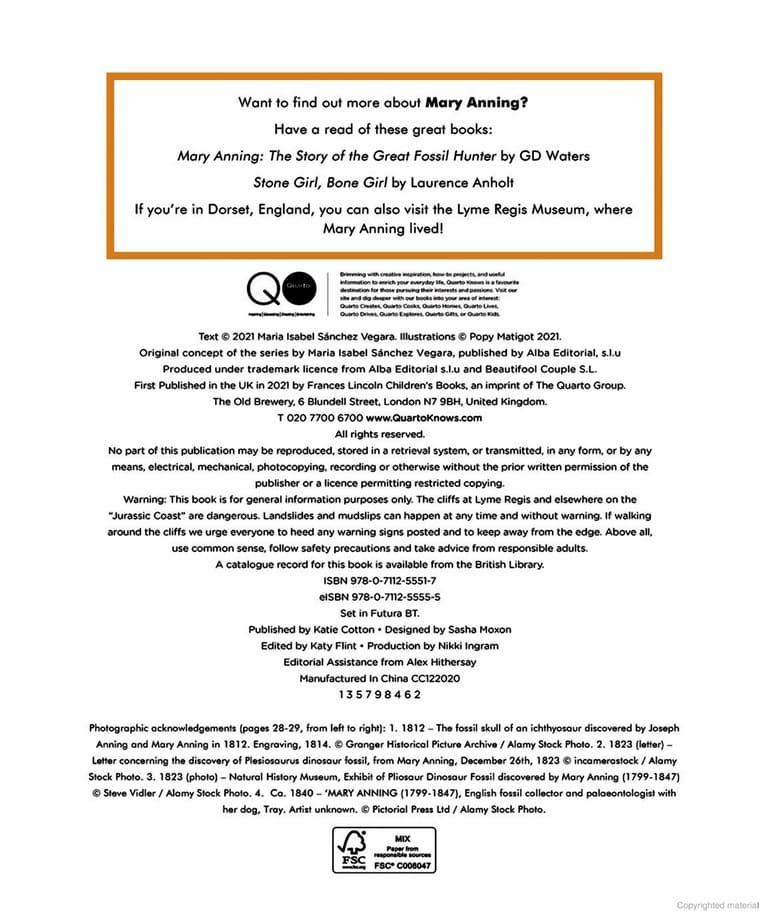 Want to find out more about Mary Anning?
Have a read of these great books:
Mary Anning: The Story of the Great Fossil Hunter by GD Waters
Stone Girl, Bone Girl by Laurence Anholt
If you’re in Dorset, England, you can also visit the Lyme Regis Museum, where
Mary Anning lived!
Quarto
Brimming with creative inspiration, how-to projects, and useful
information to enrich your everyday life, Quarto Knows is a favourite
destination for those pursuing their interests and passions. Visit our
site and dig deeper with our books into your area of interest:
Quarto Creates, Quarto Cooks, Quarto Homes, Quarto Lives,
Quarto Drives, Quarto Explores, Quarto Gifts, or Quarto Kids.
Text © 2021 Maria Isabel Sánchez Vegara. Illustrations © Popy Matigot 2021.
Original concept of the series by Maria Isabel Sánchez Vegara, published by Alba Editorial, s.l.u
Produced under trademark licence from Alba Editorial s.l.u and Beautifool Couple S.L.
First Published in the UK in 2021 by Frances Lincoln Children’s Books, an imprint of The Quarto Group.
The Old Brewery, 6 Blundell Street, London N7 9BH, United Kingdom.
T 020 7700 6700 www.QuartoKnows.com
All rights reserved.
No part of this publication may be reproduced, stored in a retrieval system, or transmitted, in any form, or by any
means, electrical, mechanical, photocopying, recording or otherwise without the prior written permission of the
publisher or a licence permitting restricted copying.
Warning: This book is for general information purposes only. The cliffs at Lyme Regis and elsewhere on the
“Jurassic Coast” are dangerous. Landslides and mudslips can happen at any time and without warning. If walking
around the cliffs we urge everyone to heed any warning signs posted and to keep away from the edge. Above all,
use common sense, follow safety precautions and take advice from responsible adults.
A catalogue record for this book is available from the British Library.
ISBN 978-0-7112-5551-7
eISBN 978-0-7112-5555-5
Set in Futura BT.
Published by Katie Cotton • Designed by Sasha Moxon
Edited by Katy Flint • Production by Nikki Ingram
Editorial Assistance from Alex Hithersay
Manufactured In China CC122020
1 3 5 7 9 8 4 6 2
Photographic acknowledgements (pages 28-29, from left to right): 1. 1812 – The fossil skull of an ichthyosaur discovered by Joseph
Anning and Mary Anning in 1812. Engraving, 1814. © Granger Historical Picture Archive / Alamy Stock Photo. 2. 1823 (letter) –
Letter concerning the discovery of Plesiosaurus dinosaur fossil, from Mary Anning, December 26th, 1823 © incamerastock / Alamy
Stock Photo. 3. 1823 (photo) – Natural History Museum, Exhibit of Pliosaur Dinosaur Fossil discovered by Mary Anning (1799-1847)
© Steve Vidler / Alamy Stock Photo. 4. Ca. 1840 – ‘MARY ANNING (1799-1847), English fossil collector and palaeontologist with
her dog, Tray. Artist unknown. © Pictorial Press Ltd / Alamy Stock Photo.
FSC
www.fsc.org
MIX
Paper from
responsible sources
FSC® C008047
Copyrighted material